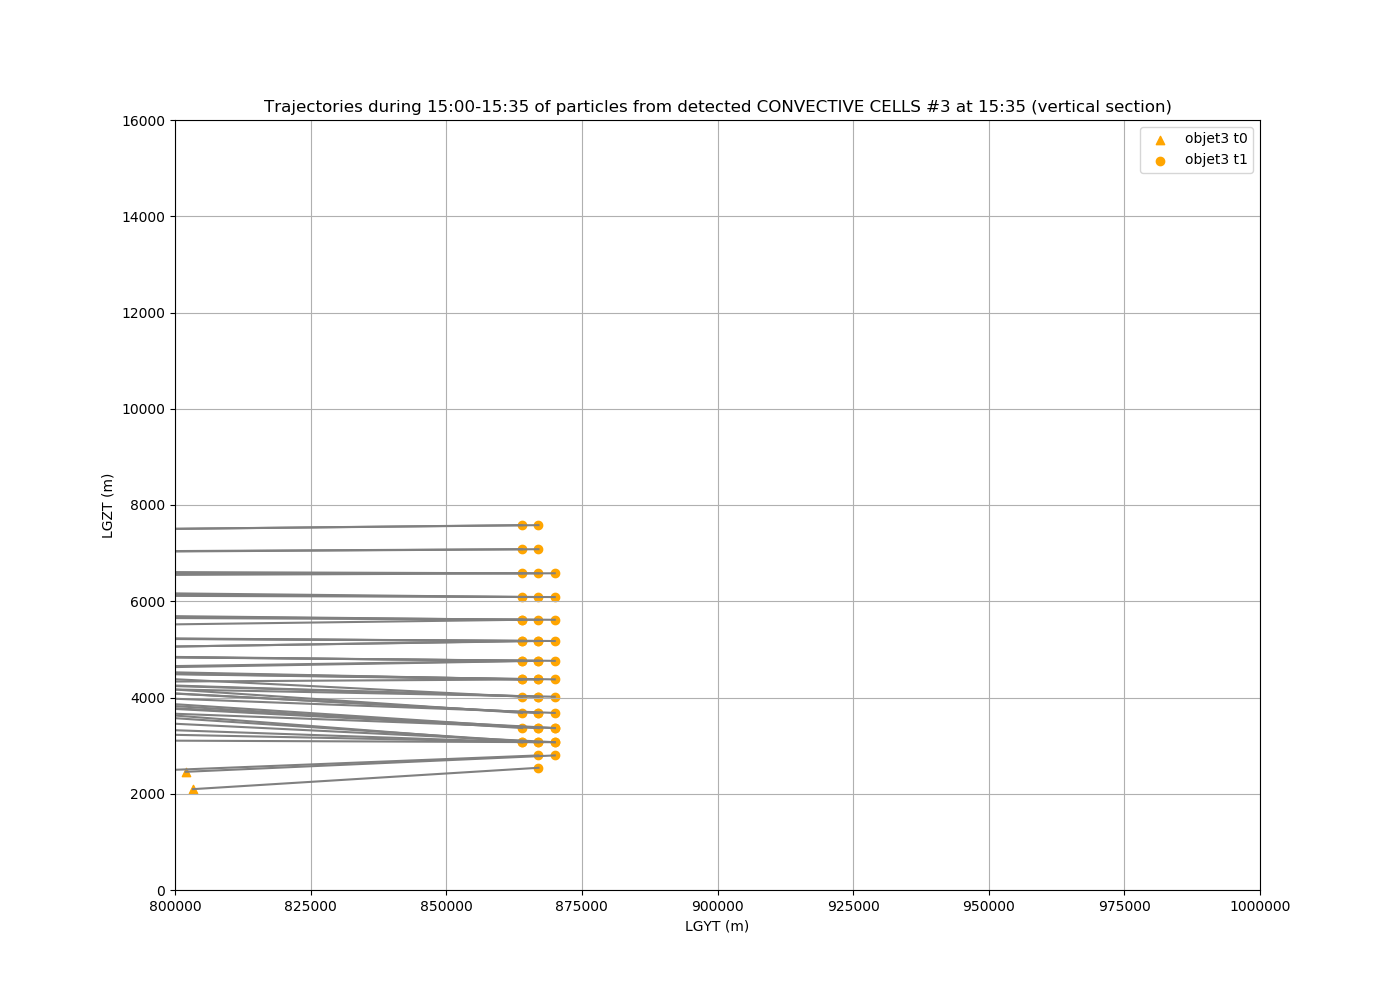 Trajectories during 15:00-15:35 of particles from detected CONVECTIVE CELLS #3 at 15:35 (vertical section)
objet3 t0
objet3 t1
16000
14000
12000
10000
8000
6000
4000
2000
0
LGZT (m)
800000 825000 850000 875000 900000 925000 950000 975000 1000000
LGYT (m)